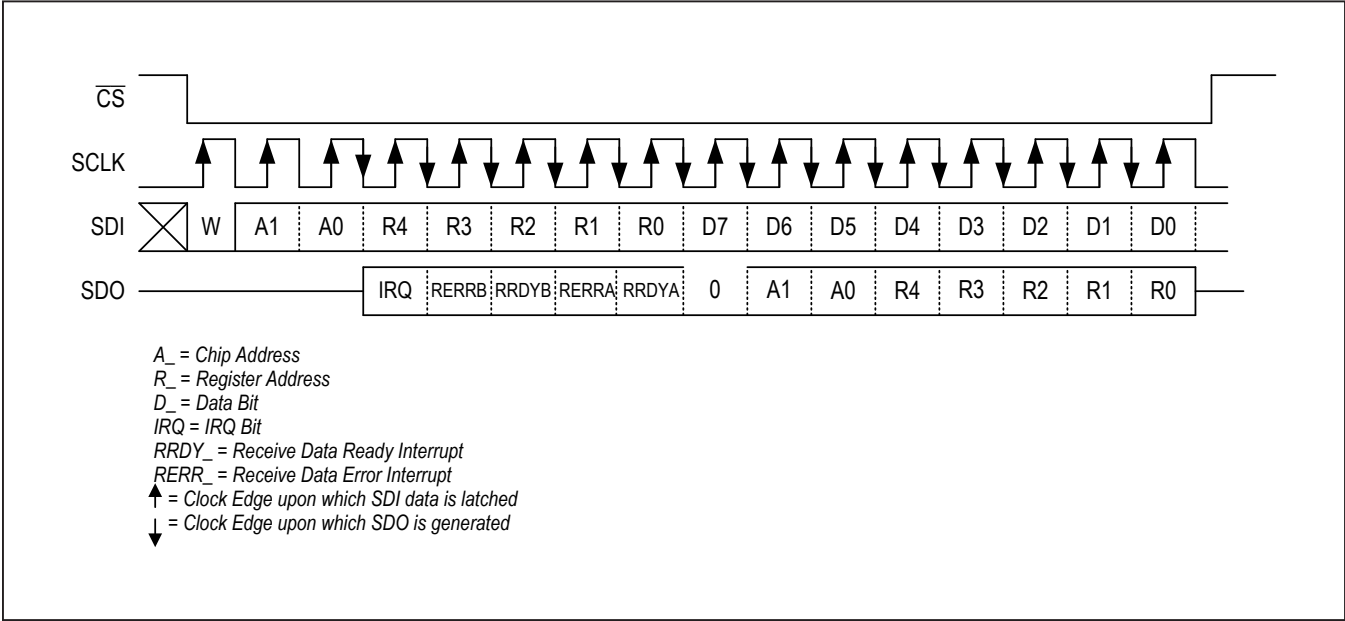 CS
SCLK
SDI W A1 A0 R4 R3 R2 R1 R0 D7 D6 D5 D4 D3 D2 D1 D0
SDO IRQ RERRB RRDYB RERRA RRDYA 0 A1 A0 R4 R3 R2 R1 R0
A_ = Chip Address
R_ = Register Address
D_ = Data Bit
IRQ = IRQ Bit
RRDY_ = Receive Data Ready Interrupt
RERR_ = Receive Data Error Interrupt
= Clock Edge upon which SDI data is latched
= Clock Edge upon which SDO is generated